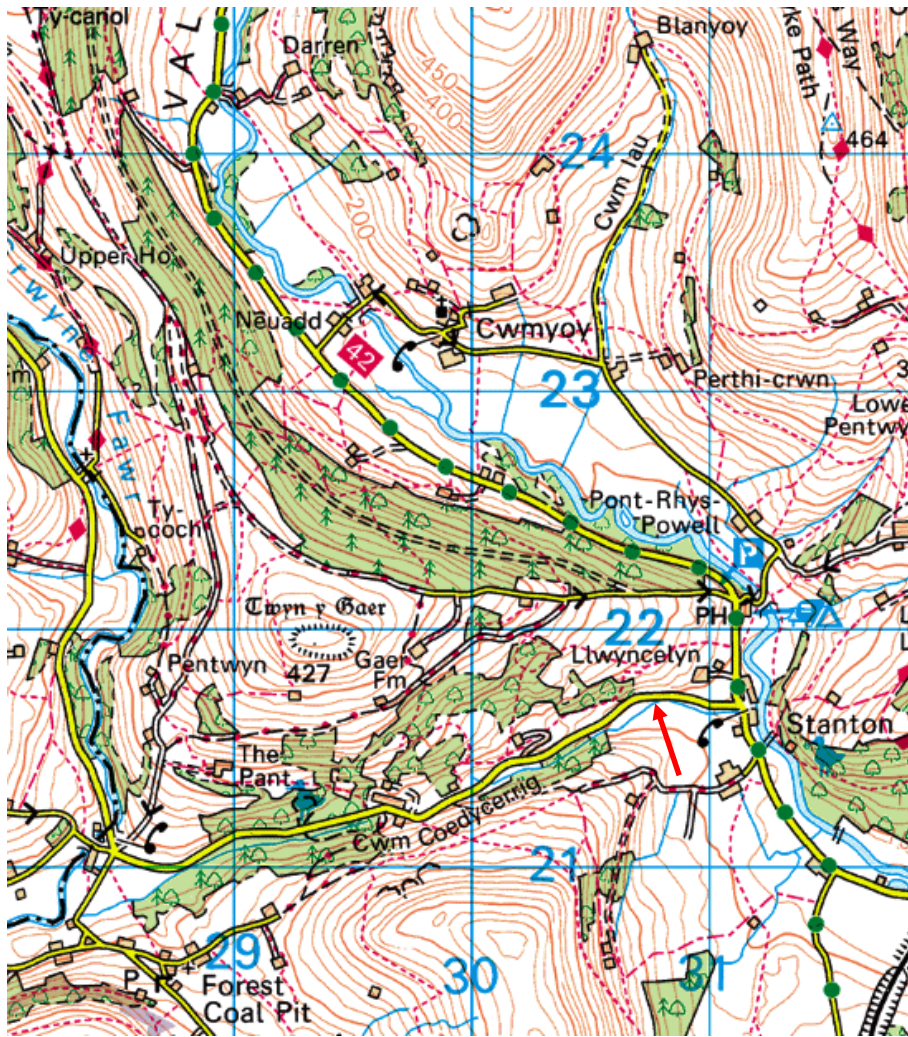 Ty-canol
VAL
Darren
Blanyoy
Way
ke Path
450
400
464
24
Cwm Iau
200
Upper Ho
rwyne
Fawr
Neuadd
42
Cwmyoy
23
Perthi-crwn
3
Lowe
Pentwy
m
Ty-
coch
Pont-Rhys-
Powell
P
Twyn y Gaer
427
Gaer
Fm
22
PH
Llwyncelyn
L
L
Pentwyn
The
Pant
Stanton
Cwm Coedycerrig
21
29
30
31
P
Forest
Coal Pit